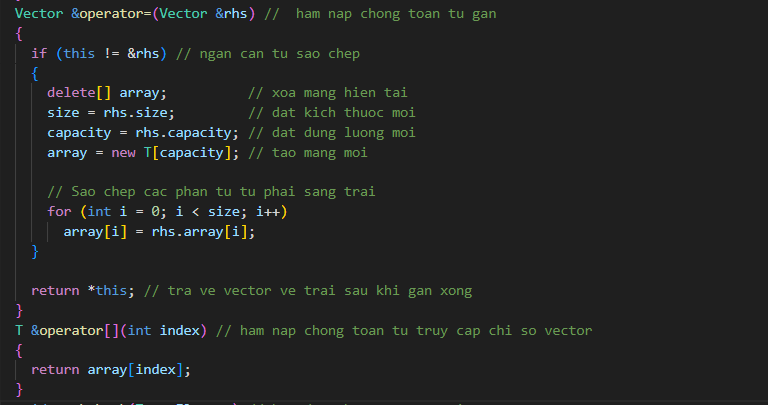 Vector &operator=(Vector &rhs) //  ham nap chong toan tu gan
{
  if (this != &rhs) // ngan can tu sao chep
  {
    delete[] array;          // xoa mang hien tai
    size = rhs.size;         // dat kich thuoc moi
    capacity = rhs.capacity; // dat dung luong moi
    array = new T[capacity]; // tao mang moi

    // Sao chep cac phan tu tu phai sang trai
    for (int i = 0; i < size; i++)
      array[i] = rhs.array[i];
  }

  return *this; // tra ve vector ve trai sau khi gan xong
}
T &operator[](int index) // ham nap chong toan tu truy cap chi so vector
{
  return array[index];
}